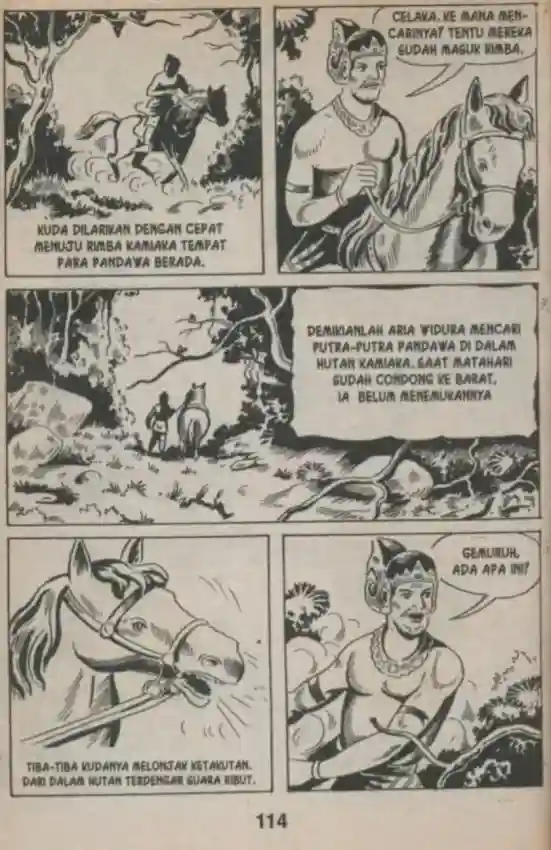 KUDA DILARIKAN DENGAN CEPAT
MENUJU RIMBA KAMIAKA TEMPAT
PARA PANDAWA BERADA.
CELAKA. KE MANA MEN-
CARINYA? TENTU MEREKA
SUDAH MASUK RIMBA.
DEMIKIANLAH ARIA WIDURA MENCARI
PUTRA-PUTRA PANDAWA DI DALAM
HUTAN KAMIAKA. SAAT MATAHARI
SUDAH CONDONG KE BARAT,
IA BELUM MENEMUKANNYA
TIBA-TIBA KUDANYA MELONJAK KETAKUTAN.
DARI DALAM HUTAN TERDENGAR SUARA RIBUT.
GEMURUH,
ADA APA INI?
114